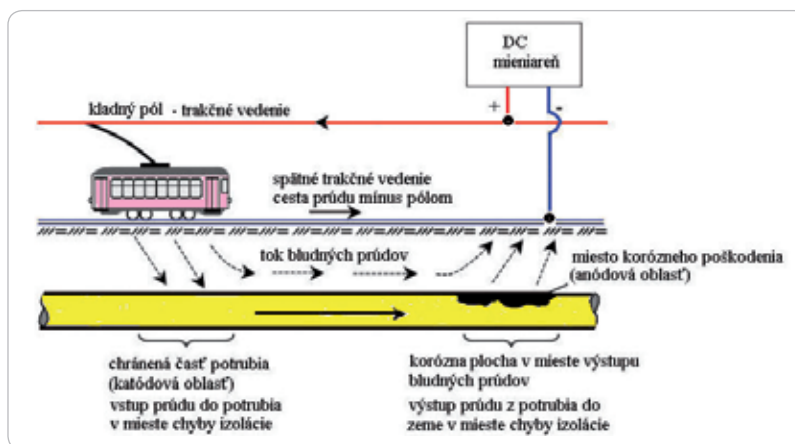 DC
mieniareň
+
-
kladný pól - trakčné vedenie
spätné trakčné vedenie
cesta prúdu mínus pólom
tok bludných prúdov
miesto korózneho poškodenia
(anódová oblasť)
chránená časť potrubia
(katódová oblasť)
vstup prúdu do potrubia
v mieste chyby izolácie
korózna plocha v mieste výstupu
bludných prúdov
výstup prúdu z potrubia do
zeme v mieste chyby izolácie